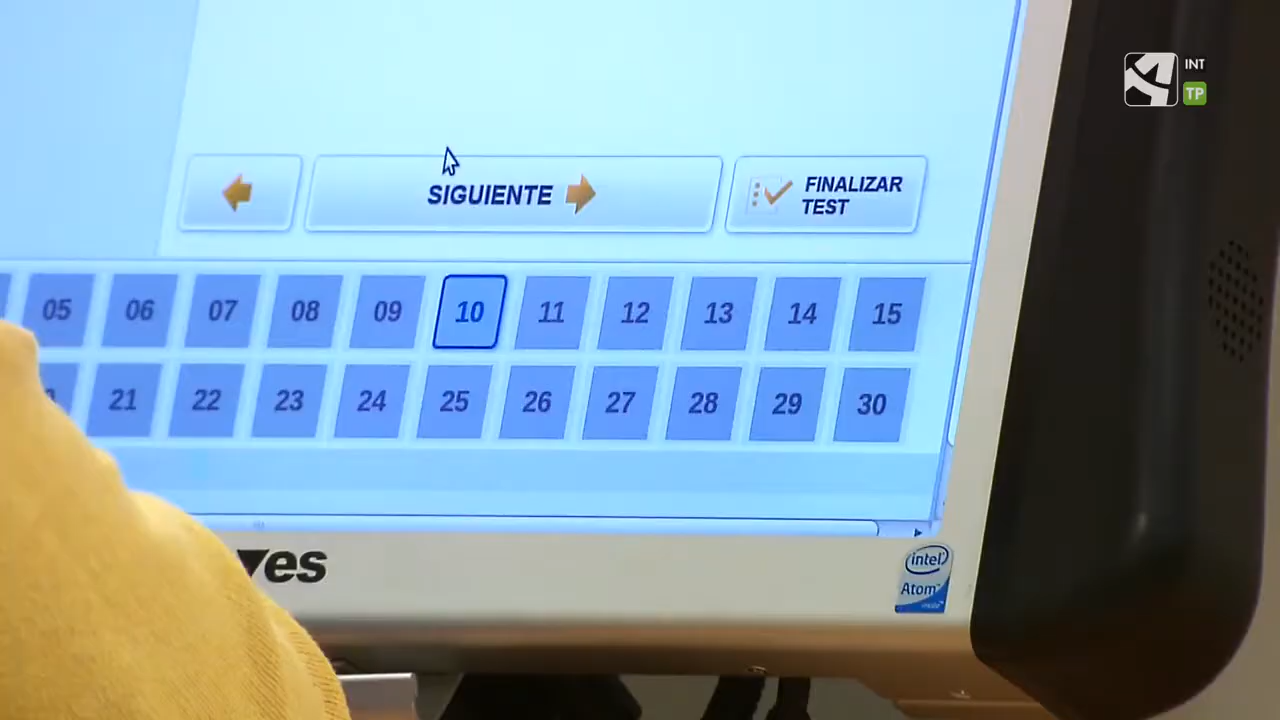 INT
TP
SIGUIENTE
FINALIZAR
TEST
05 06 07 08 09 10 11 12 13 14 15
21 22 23 24 25 26 27 28 29 30
intel
Atom
inside